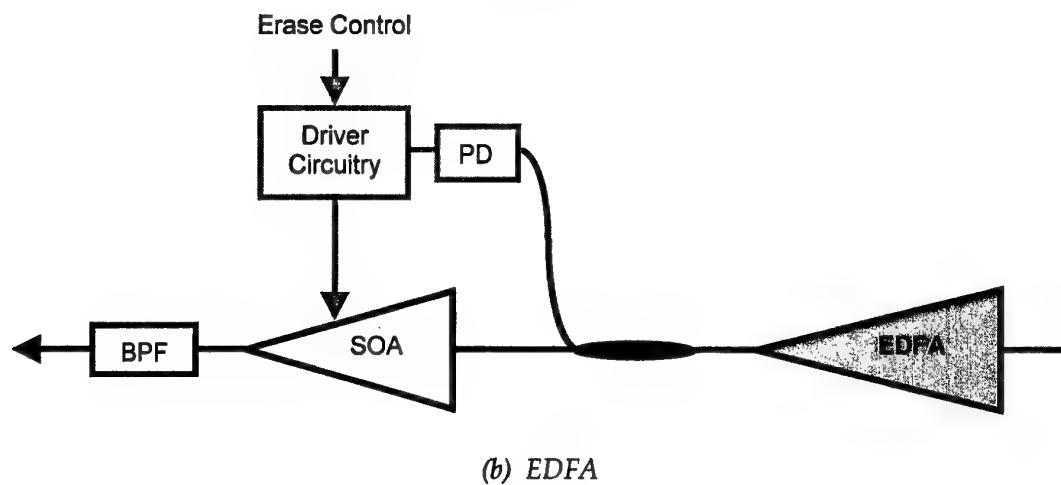 Erase Control
Driver
Circuitry
PD
BPF
SOA
EDFA
(b) EDFA